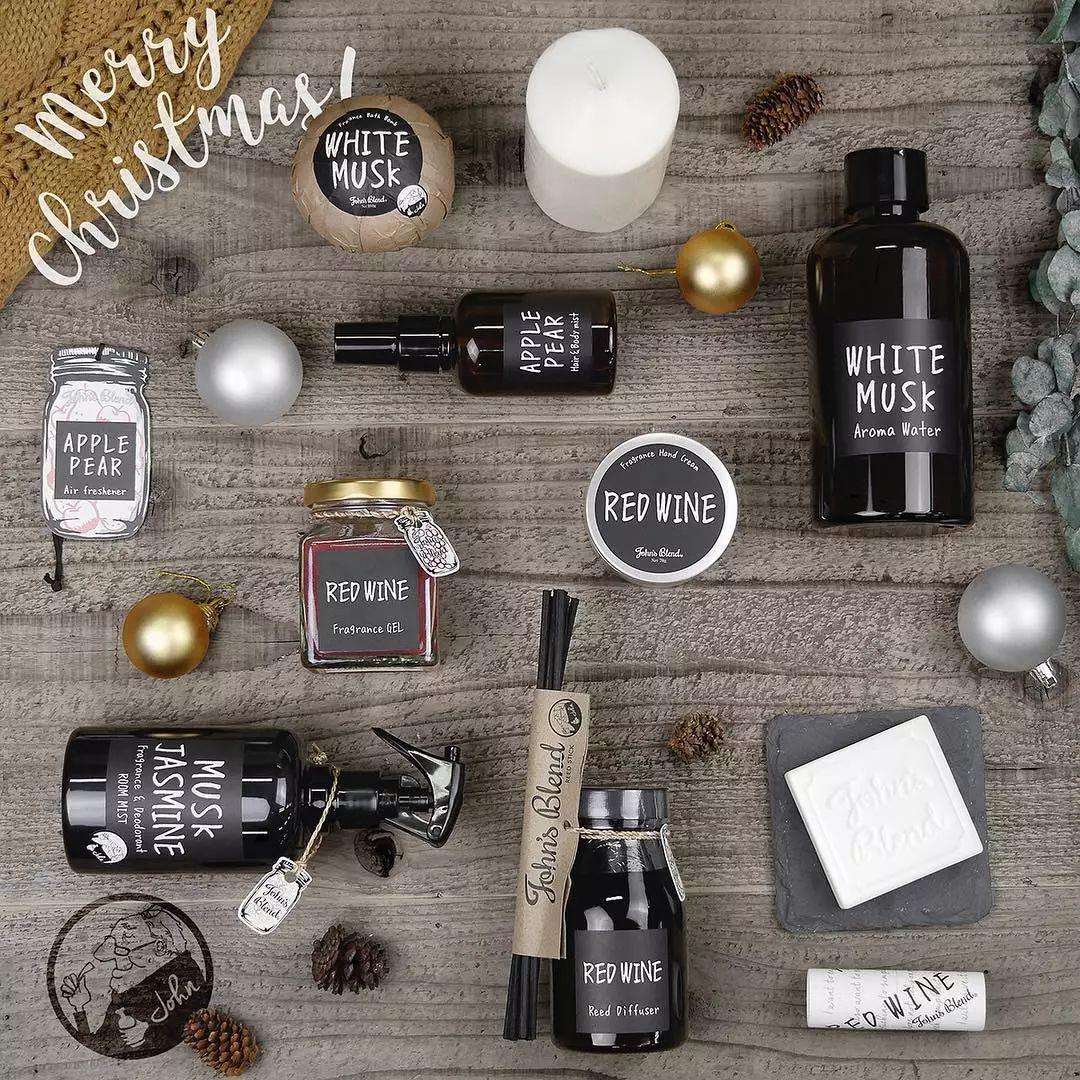 Merry
Christmas!
Fragrance Bath Bomb
WHITE
MUSK
John's Blend
APPLE
PEAR
Hair & Body mist
WHITE
MUSK
Aroma Water
John's Blend
APPLE
PEAR
Air freshener
Fragrance Hand Cream
RED WINE
John's Blend
RED WINE
Fragrance GEL
MUSK
JASMINE
Fragrance & Deodorant
ROOM MIST
John's
Blend
John's Blend
REED STICK
RED WINE
Reed Diffuser
John's
Blend
RED WINE
John's Blend
John